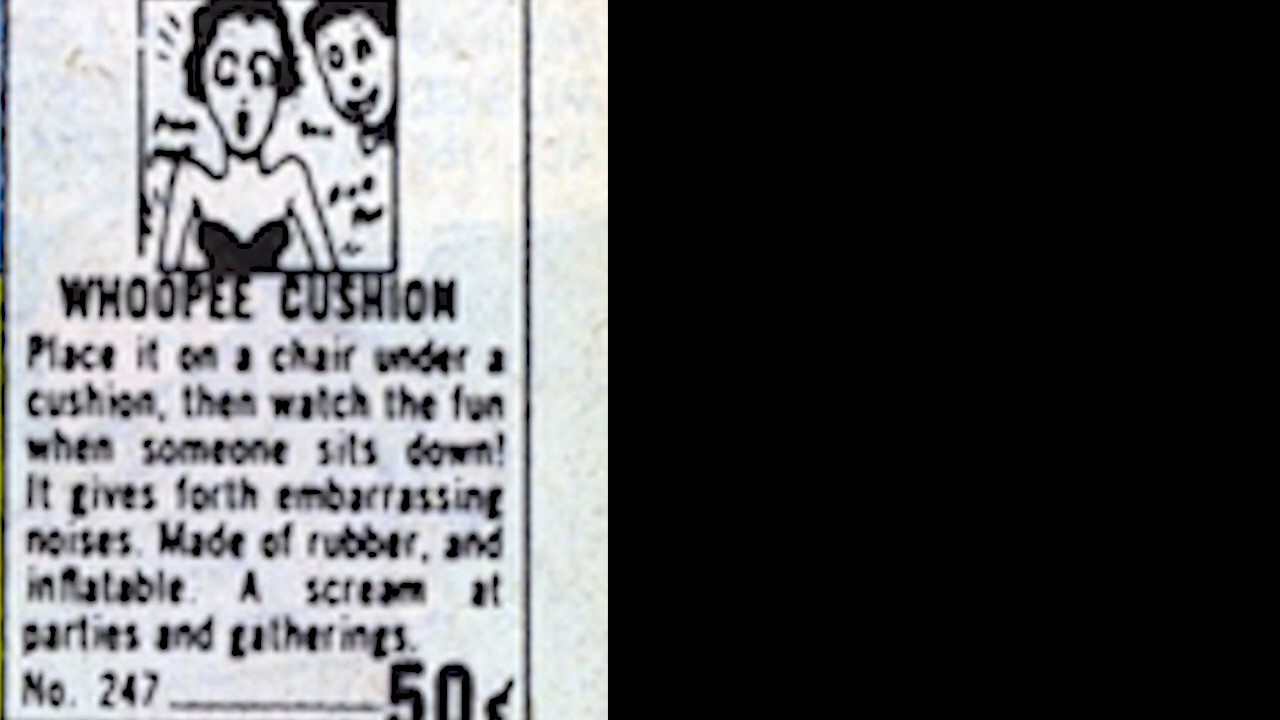 WHOOPEE CUSHION
Place it on a chair under a
cushion, then watch the fun
when someone sits down!
It gives forth embarrassing
noises. Made of rubber, and
inflatable. A scream at
parties and gatherings.
No. 247 ________ 50¢